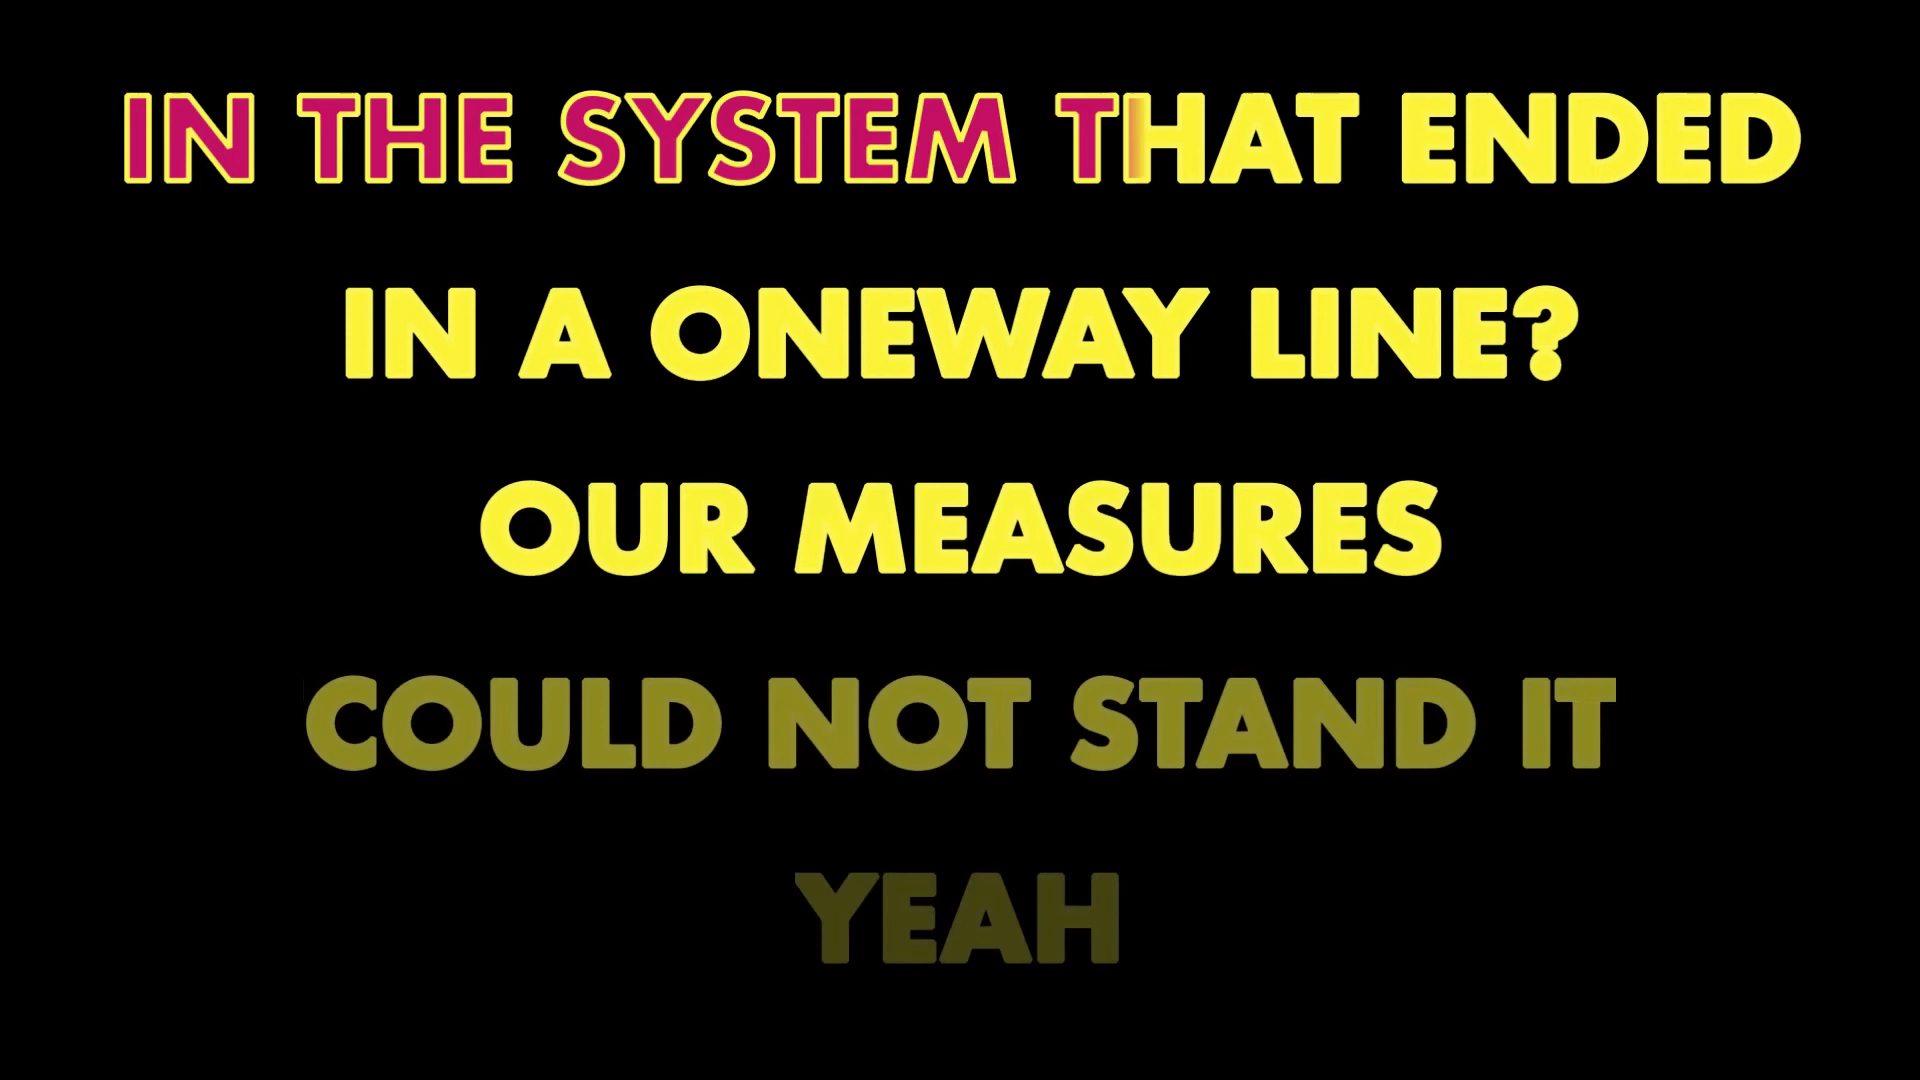 IN THE SYSTEM THAT ENDED
IN A ONEWAY LINE?
OUR MEASURES
COULD NOT STAND IT
YEAH